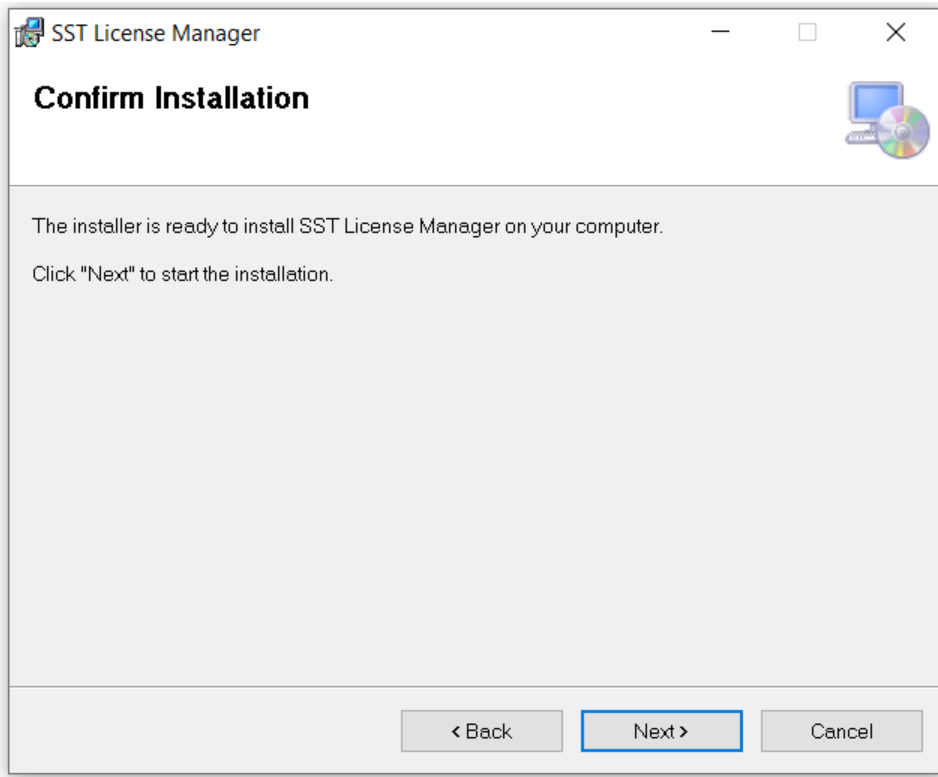 SST License Manager
Confirm Installation
The installer is ready to install SST License Manager on your computer.
Click "Next" to start the installation.
< Back
Next >
Cancel